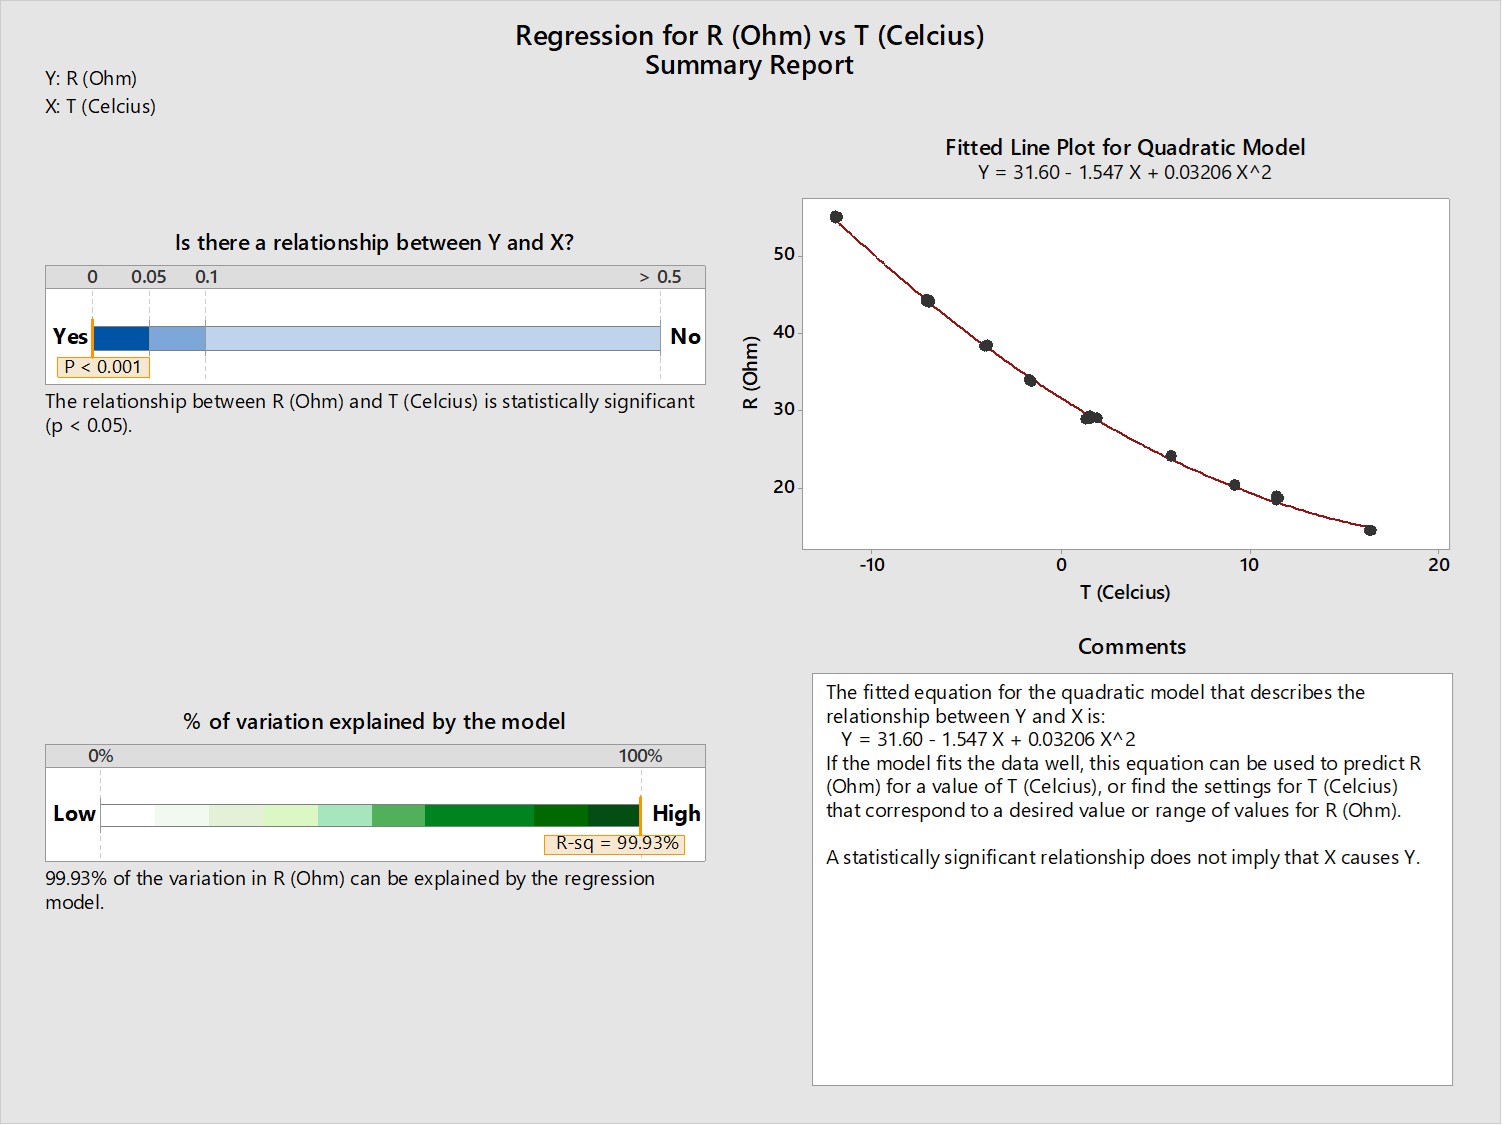 Regression for R (Ohm) vs T (Celcius)
Summary Report
Y: R (Ohm)
X: T (Celcius)
Is there a relationship between Y and X?
0 0.05 0.1 > 0.5
Yes No
P < 0.001
The relationship between R (Ohm) and T (Celcius) is statistically significant
(p < 0.05).
% of variation explained by the model
0% 100%
Low High
R-sq = 99.93%
99.93% of the variation in R (Ohm) can be explained by the regression
model.
Fitted Line Plot for Quadratic Model
Y = 31.60 - 1.547 X + 0.03206 X^2
50
40
30
20
R (Ohm)
-10 0 10 20
T (Celcius)
Comments
The fitted equation for the quadratic model that describes the
relationship between Y and X is:
Y = 31.60 - 1.547 X + 0.03206 X^2
If the model fits the data well, this equation can be used to predict R
(Ohm) for a value of T (Celcius), or find the settings for T (Celcius)
that correspond to a desired value or range of values for R (Ohm).
A statistically significant relationship does not imply that X causes Y.